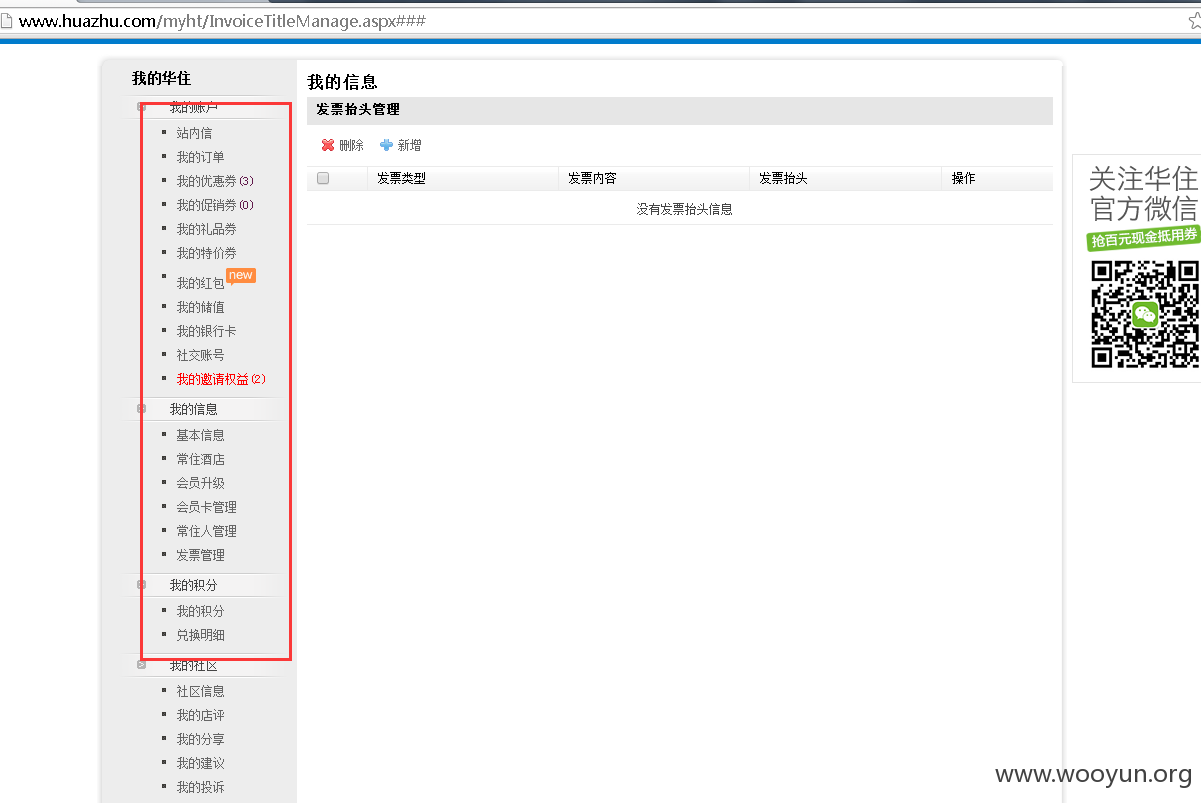 www.huazhu.com/myht/InvoiceTitleManage.aspx###
我的华住
我的账户
站内信
我的订单
我的优惠券(3)
我的促销券(0)
我的礼品券
我的特价券
我的红包 new
我的储值
我的银行卡
社交账号
我的邀请权益(2)
我的信息
基本信息
常住酒店
会员升级
会员卡管理
常住人管理
发票管理
我的积分
我的积分
兑换明细
我的社区
社区信息
我的店评
我的分享
我的建议
我的投诉
我的信息
发票抬头管理
删除 新增
发票类型 发票内容 发票抬头 操作
没有发票抬头信息
关注华住
官方微信
抢百元现金抵用券
www.wooyun.org